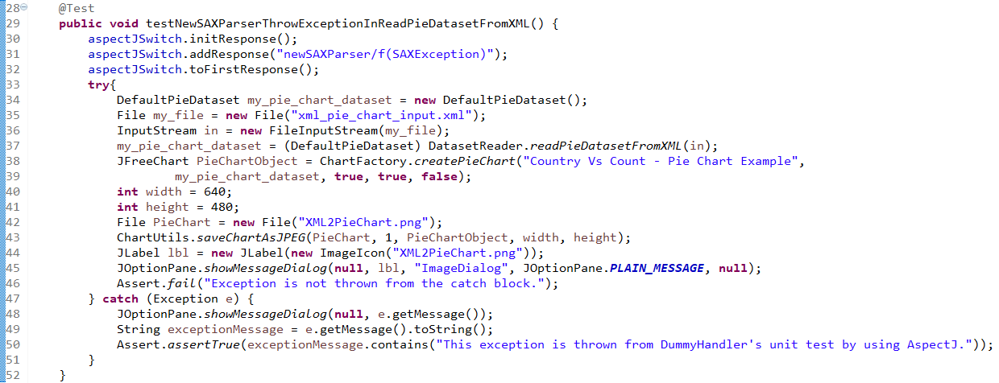 28 @Test
29 public void testNewSAXParserThrowExceptionInReadPieDatasetFromXML() {
30 aspectJSwitch.initResponse();
31 aspectJSwitch.addResponse("newSAXParser/f(SAXException)");
32 aspectJSwitch.toFirstResponse();
33 try{
34 DefaultPieDataset my_pie_chart_dataset = new DefaultPieDataset();
35 File my_file = new File("xml_pie_chart_input.xml");
36 InputStream in = new FileInputStream(my_file);
37 my_pie_chart_dataset = (DefaultPieDataset) DatasetReader.readPieDatasetFromXML(in);
38 JFreeChart PieChartObject = ChartFactory.createPieChart("Country Vs Count - Pie Chart Example",
39 my_pie_chart_dataset, true, true, false);
40 int width = 640;
41 int height = 480;
42 File PieChart = new File("XML2PieChart.png");
43 ChartUtils.saveChartAsJPEG(PieChart, 1, PieChartObject, width, height);
44 JLabel lbl = new JLabel(new ImageIcon("XML2PieChart.png"));
45 JOptionPane.showMessageDialog(null, lbl, "ImageDialog", JOptionPane.PLAIN_MESSAGE, null);
46 Assert.fail("Exception is not thrown from the catch block.");
47 } catch (Exception e) {
48 JOptionPane.showMessageDialog(null, e.getMessage());
49 String exceptionMessage = e.getMessage().toString();
50 Assert.assertTrue(exceptionMessage.contains("This exception is thrown from DummyHandler's unit test by using AspectJ."));
51 }
52 }